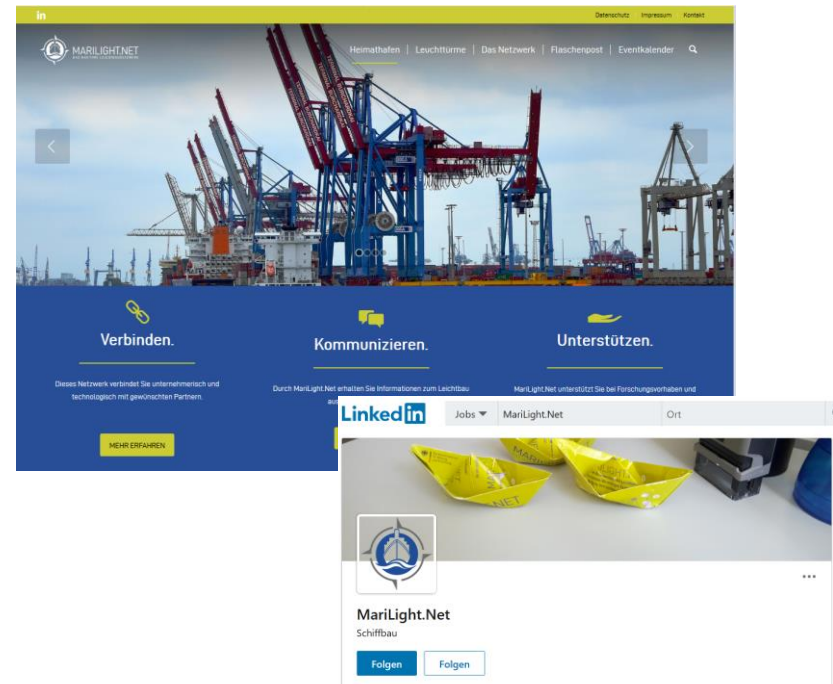 in
Datenschutz Impressum Kontakt
MARILIGHT.NET
Heimathafen | Leuchttürme | Das Netzwerk | Flaschenpost | Eventkalender
Verbinden.
Kommunizieren.
Unterstützen.
Dieses Netzwerk verbindet Sie unternehmerisch und
technologisch mit gewünschten Partnern.
Durch MariLight.Net erhalten Sie Informationen zum Leichtbau
aus
MariLight.Net unterstützt Sie bei Forschungsvorhaben und
MEHR ERFAHREN
Linked in
Jobs MariLight.Net Ort
NET
MariLight.Net
Schiffbau
Folgen Folgen